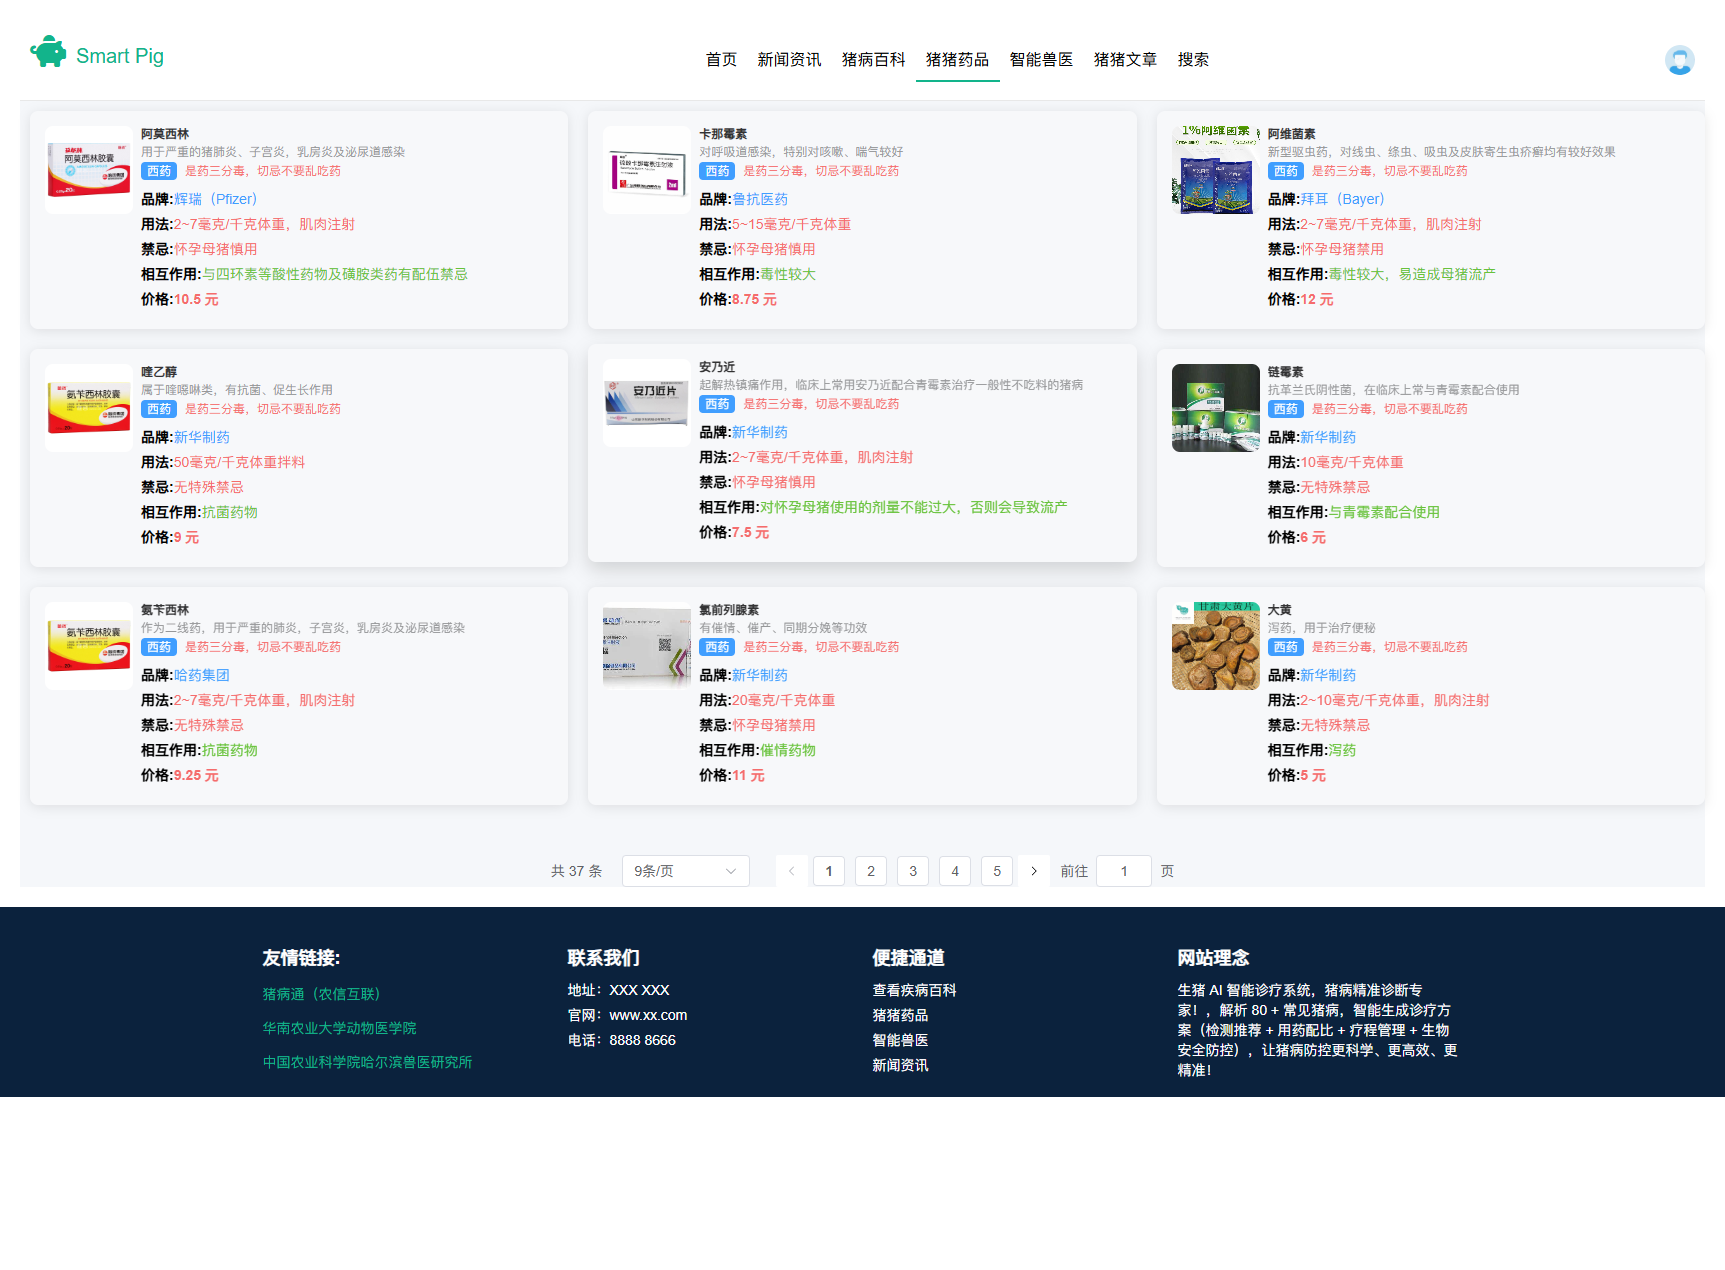 Smart Pig
首页 新闻资讯 猪病百科 猪猪药品 智能兽医 猪猪文章 搜索
阿莫西林
用于严重的猪肺炎、子宫炎，乳房炎及泌尿道感染
西药 是药三分毒，切忌不要乱吃药
品牌:辉瑞（Pfizer）
用法:2~7毫克/千克体重，肌肉注射
禁忌:怀孕母猪慎用
相互作用:与四环素等酸性药物及磺胺类药有配伍禁忌
价格:10.5 元
阿莫西林胶囊
卡那霉素
对呼吸道感染，特别对咳嗽、喘气较好
西药 是药三分毒，切忌不要乱吃药
品牌:鲁抗医药
用法:5~15毫克/千克体重
禁忌:怀孕母猪慎用
相互作用:毒性较大
价格:8.75 元
1%阿维菌素
阿维菌素
新型驱虫药，对线虫、绦虫、吸虫及皮肤寄生虫疥癣均有较好效果
西药 是药三分毒，切忌不要乱吃药
品牌:拜耳（Bayer）
用法:2~7毫克/千克体重，肌肉注射
禁忌:怀孕母猪禁用
相互作用:毒性较大，易造成母猪流产
价格:12 元
喹乙醇
属于喹噁啉类，有抗菌、促生长作用
西药 是药三分毒，切忌不要乱吃药
品牌:新华制药
用法:50毫克/千克体重拌料
禁忌:无特殊禁忌
相互作用:抗菌药物
价格:9 元
氨苄西林胶囊
安乃近
起解热镇痛作用，临床上常用安乃近配合青霉素治疗一般性不吃料的猪病
西药 是药三分毒，切忌不要乱吃药
品牌:新华制药
用法:2~7毫克/千克体重，肌肉注射
禁忌:怀孕母猪慎用
相互作用:对怀孕母猪使用的剂量不能过大，否则会导致流产
价格:7.5 元
安乃近片
链霉素
抗革兰氏阴性菌，在临床上常与青霉素配合使用
西药 是药三分毒，切忌不要乱吃药
品牌:新华制药
用法:10毫克/千克体重
禁忌:无特殊禁忌
相互作用:与青霉素配合使用
价格:6 元
氨苄西林
作为二线药，用于严重的肺炎，子宫炎，乳房炎及泌尿道感染
西药 是药三分毒，切忌不要乱吃药
品牌:哈药集团
用法:2~7毫克/千克体重，肌肉注射
禁忌:无特殊禁忌
相互作用:抗菌药物
价格:9.25 元
氨苄西林胶囊
氯前列腺素
有催情、催产、同期分娩等功效
西药 是药三分毒，切忌不要乱吃药
品牌:新华制药
用法:20毫克/千克体重
禁忌:怀孕母猪禁用
相互作用:催情药物
价格:11 元
甘肃大黄片
大黄
泻药，用于治疗便秘
西药 是药三分毒，切忌不要乱吃药
品牌:新华制药
用法:2~10毫克/千克体重，肌肉注射
禁忌:无特殊禁忌
相互作用:泻药
价格:5 元
共 37 条 9条/页 1 2 3 4 5 前往 1 页
友情链接:
猪病通（农信互联）
华南农业大学动物医学院
中国农业科学院哈尔滨兽医研究所
联系我们
地址：XXX XXX
官网：www.xx.com
电话：8888 8666
便捷通道
查看疾病百科
猪猪药品
智能兽医
新闻资讯
网站理念
生猪 AI 智能诊疗系统，猪病精准诊断专
家！，解析 80 + 常见猪病，智能生成诊疗方
案（检测推荐 + 用药配比 + 疗程管理 + 生物
安全防控），让猪病防控更科学、更高效、更
精准！